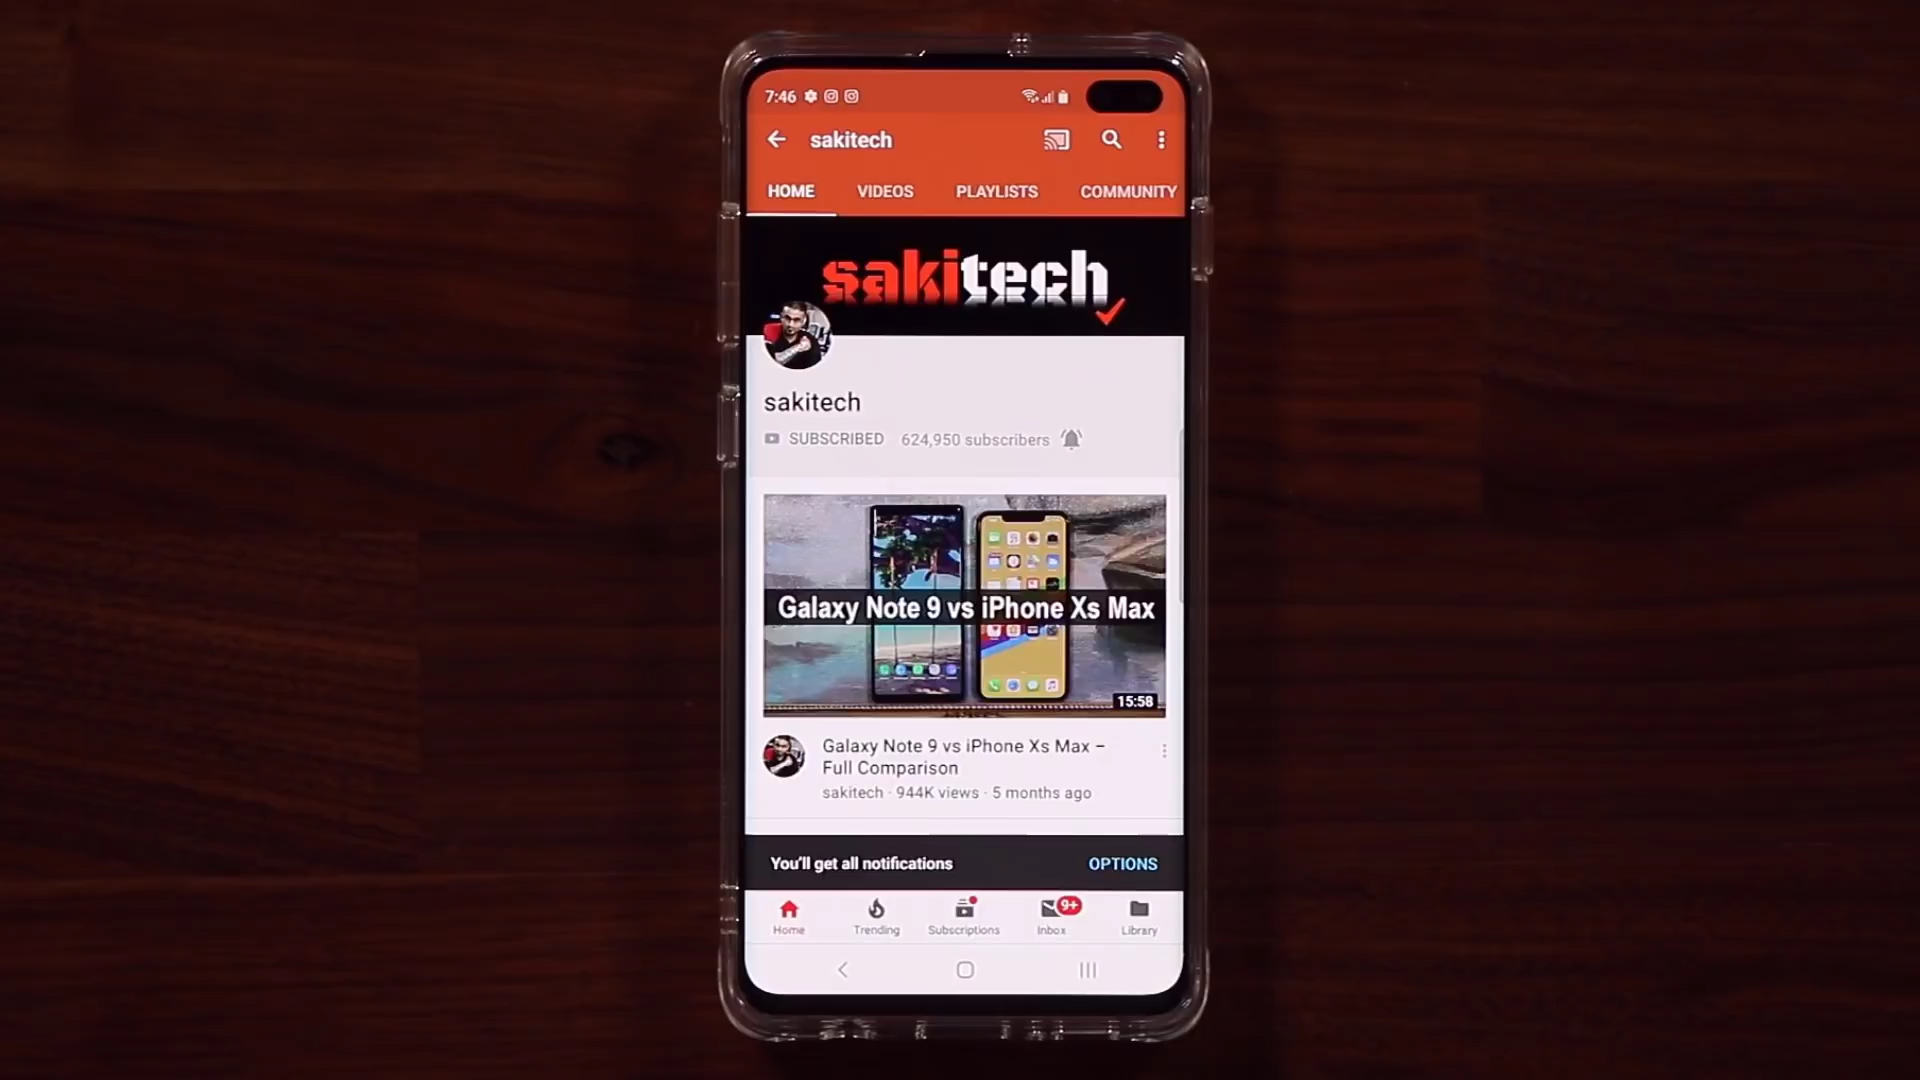 7:46
sakitech
HOME VIDEOS PLAYLISTS COMMUNITY
sakitech
sakitech
SUBSCRIBED 624,950 subscribers
Galaxy Note 9 vs iPhone Xs Max
15:58
Galaxy Note 9 vs iPhone Xs Max –
Full Comparison
sakitech · 944K views · 5 months ago
You'll get all notifications OPTIONS
9+
Home Trending Subscriptions Inbox Library